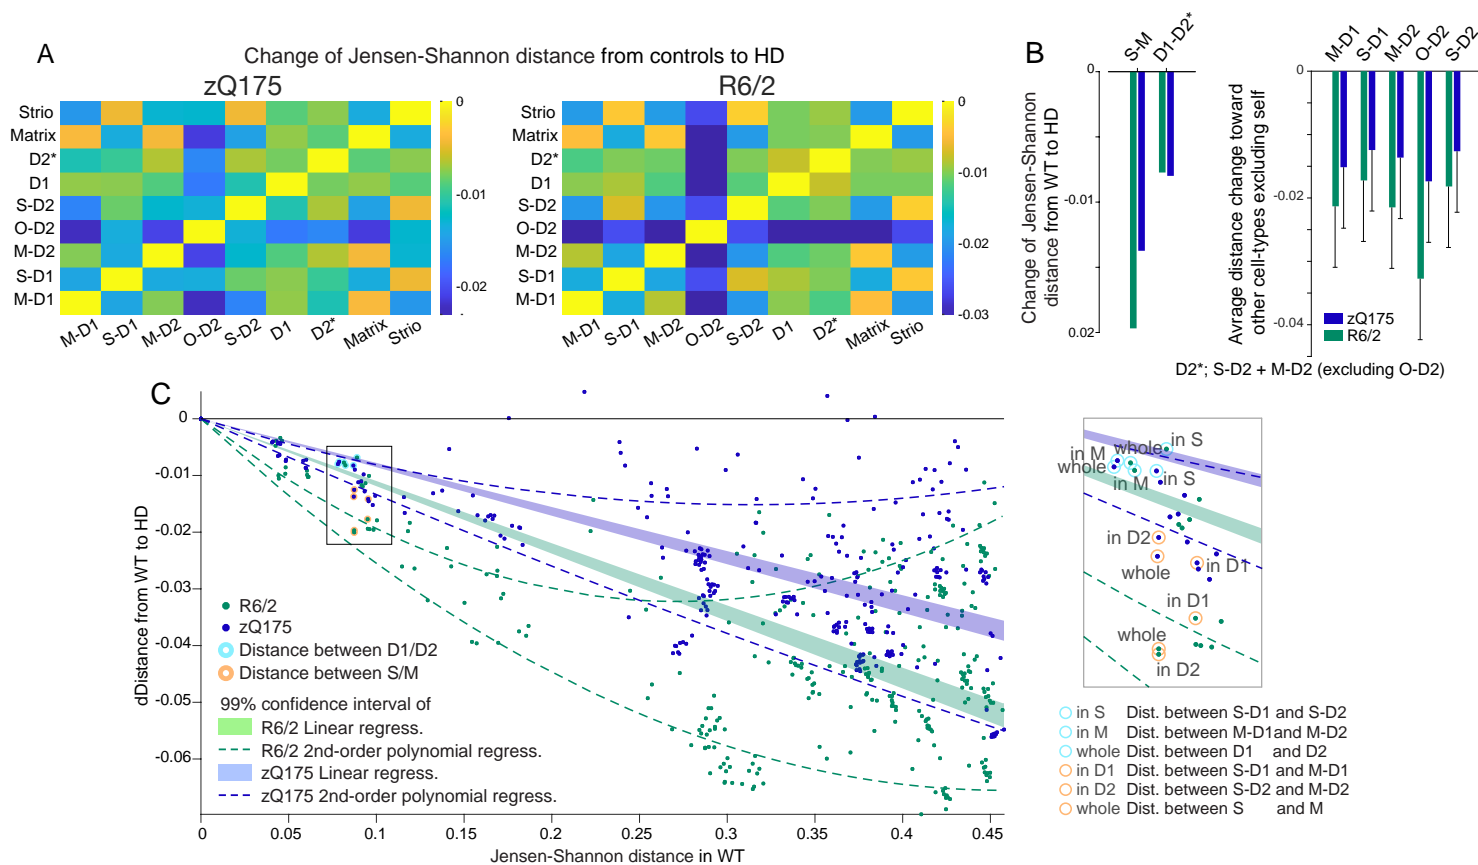 A
Change of Jensen-Shannon distance from controls to HD
zQ175
R6/2
Strio
Matrix
D2*
D1
S-D2
O-D2
M-D2
S-D1
M-D1
M-D1 S-D1 M-D2 O-D2 S-D2 D1 D2* Matrix Strio
0
-0.01
-0.02
Strio
Matrix
D2*
D1
S-D2
O-D2
M-D2
S-D1
M-D1
M-D1 S-D1 M-D2 O-D2 S-D2 D1 D2* Matrix Strio
0
-0.01
-0.02
-0.03
B
S-M D1-D2*
0
-0.01
0.02
Change of Jensen-Shannon
distance from WT to HD
M-D1 S-D1 M-D2 O-D2 S-D2
0
-0.02
-0.04
Avrage distance change toward
other cell-types excluding self
zQ175
R6/2
D2*; S-D2 + M-D2 (excluding O-D2)
C
0
-0.01
-0.02
-0.03
-0.04
-0.05
-0.06
dDistance from WT to HD
R6/2
zQ175
Distance between D1/D2
Distance between S/M
99% confidence interval of
R6/2 Linear regress.
R6/2 2nd-order polynomial regress.
zQ175 Linear regress.
zQ175 2nd-order polynomial regress.
0 0.05 0.1 0.15 0.2 0.25 0.3 0.35 0.4 0.45
Jensen-Shannon distance in WT
in S
whole
in M
whole
in M
in S
in D2
whole
in D1
in D1
whole
in D2
in S Dist. between S-D1 and S-D2
in M Dist. between M-D1and M-D2
whole Dist. between D1 and D2
in D1 Dist. between S-D1 and M-D1
in D2 Dist. between S-D2 and M-D2
whole Dist. between S and M